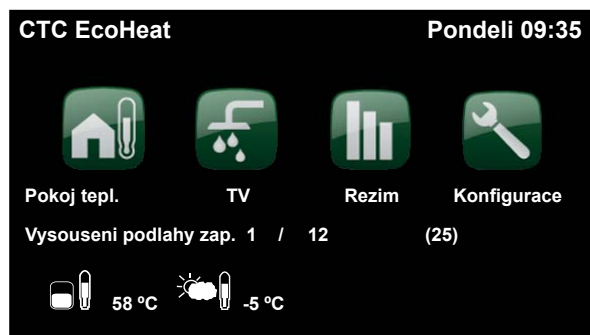 CTC EcoHeat Pondeli 09:35
Pokoj tepl. TV Rezim Konfigurace
Vysouseni podlahy zap. 1 / 12 (25)
58 ºC -5 ºC